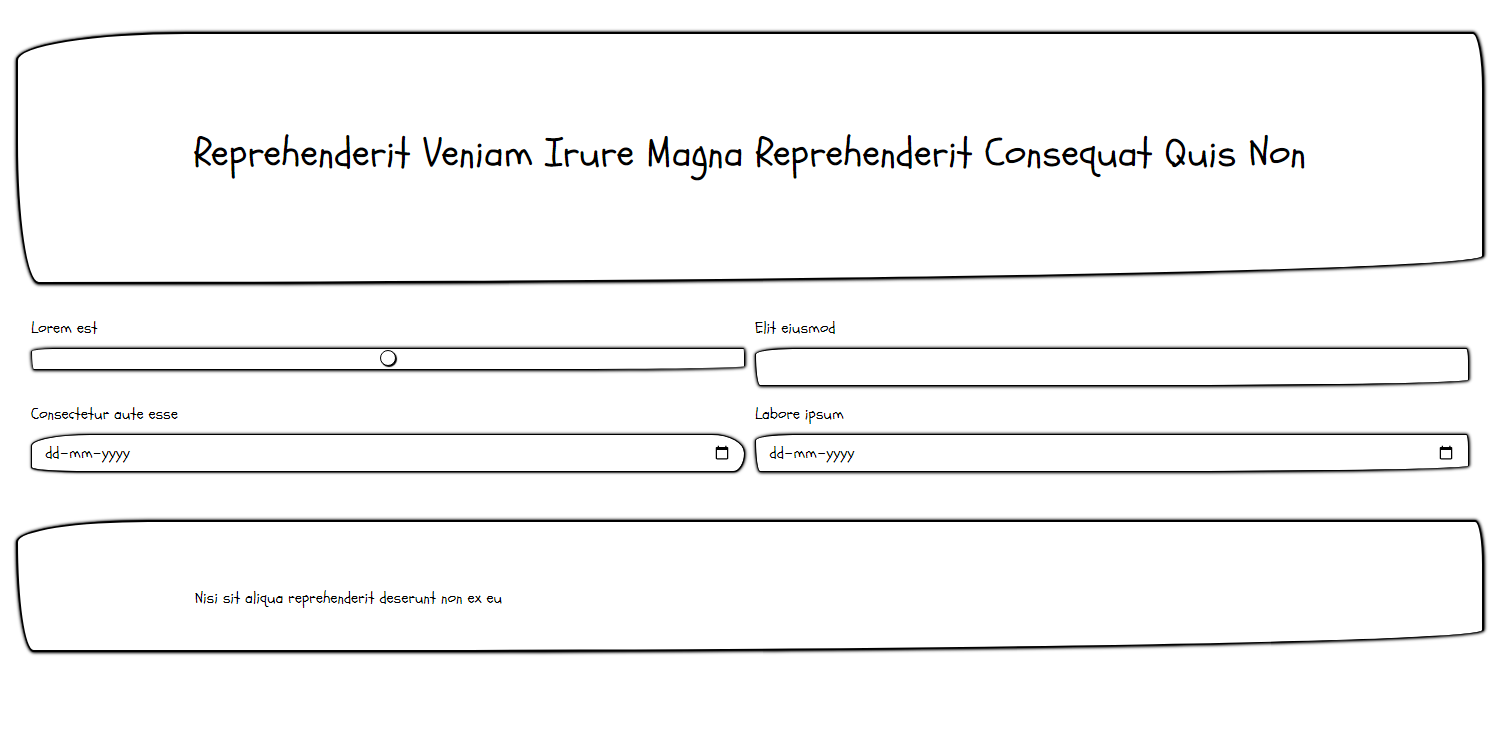 Reprehenderit Veniam Irure Magna Reprehenderit Consequat Quis Non
Lorem est
Elit eiusmod
Consectetur aute esse
Labore ipsum
dd-mm-yyyy
dd-mm-yyyy
Nisi sit aliqua reprehenderit deserunt non ex eu